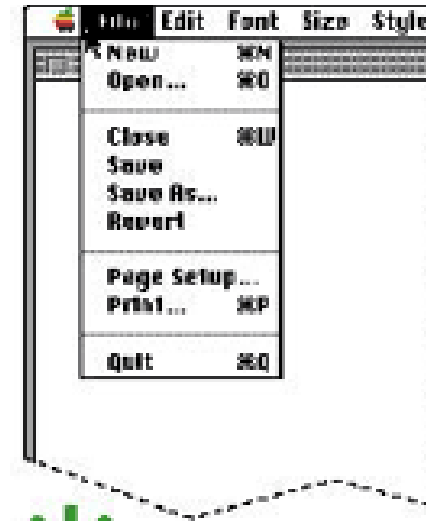 File Edit Font Size Style
New ⌘N
Open... ⌘O
Close ⌘W
Save
Save As...
Revert
Page Setup...
Print... ⌘P
Quit ⌘Q